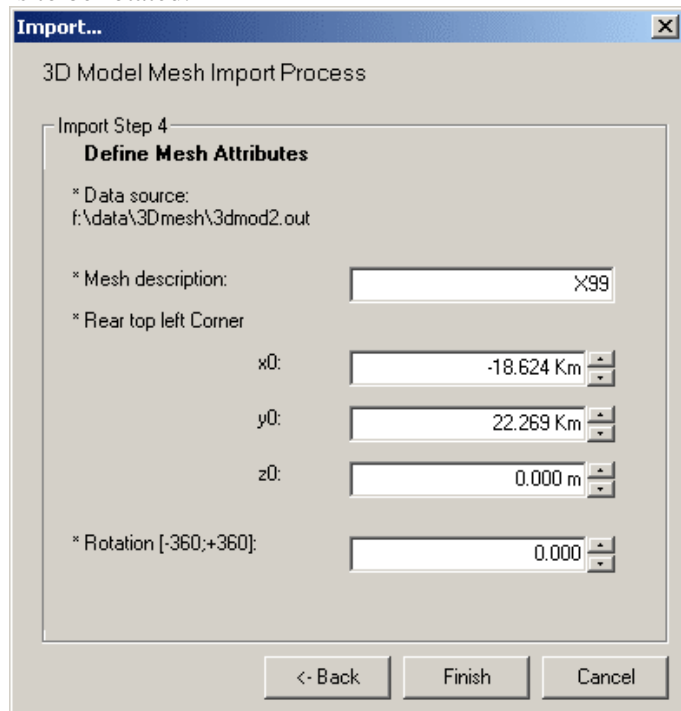 Import...
3D Model Mesh Import Process
Import Step 4
Define Mesh Attributes
* Data source:
f:\data\3Dmesh\3dmod2.out
* Mesh description: X99
* Rear top left Corner
x0: -18.624 Km
y0: 22.269 Km
z0: 0.000 m
* Rotation [-360;+360]: 0.000
<- Back Finish Cancel